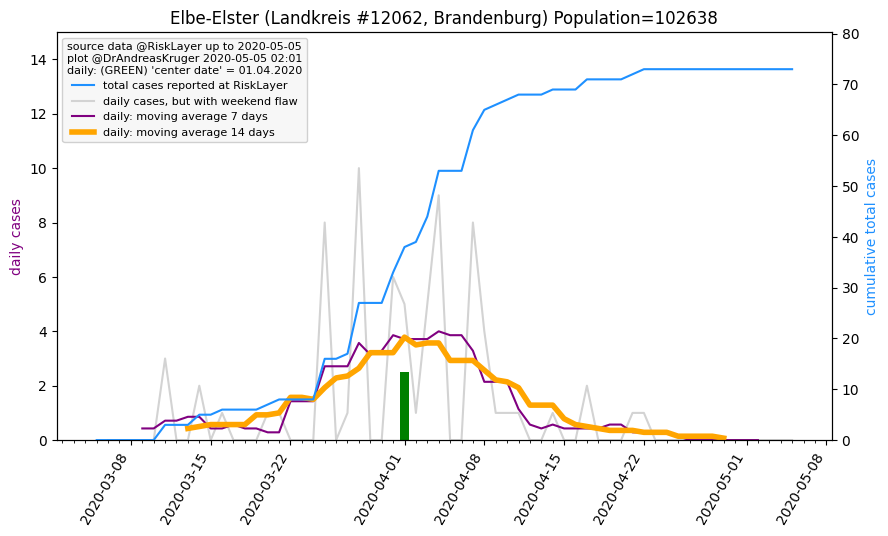 Elbe-Elster (Landkreis #12062, Brandenburg) Population=102638
source data @RiskLayer up to 2020-05-05
plot @DrAndreasKruger 2020-05-05 02:01
daily: (GREEN) 'center date' = 01.04.2020
total cases reported at RiskLayer
daily cases, but with weekend flaw
daily: moving average 7 days
daily: moving average 14 days
daily cases
14
12
10
8
6
4
2
0
80
70
60
50
40
30
20
10
0
cumulative total cases
2020-03-08
2020-03-15
2020-03-22
2020-04-01
2020-04-08
2020-04-15
2020-04-22
2020-05-01
2020-05-08